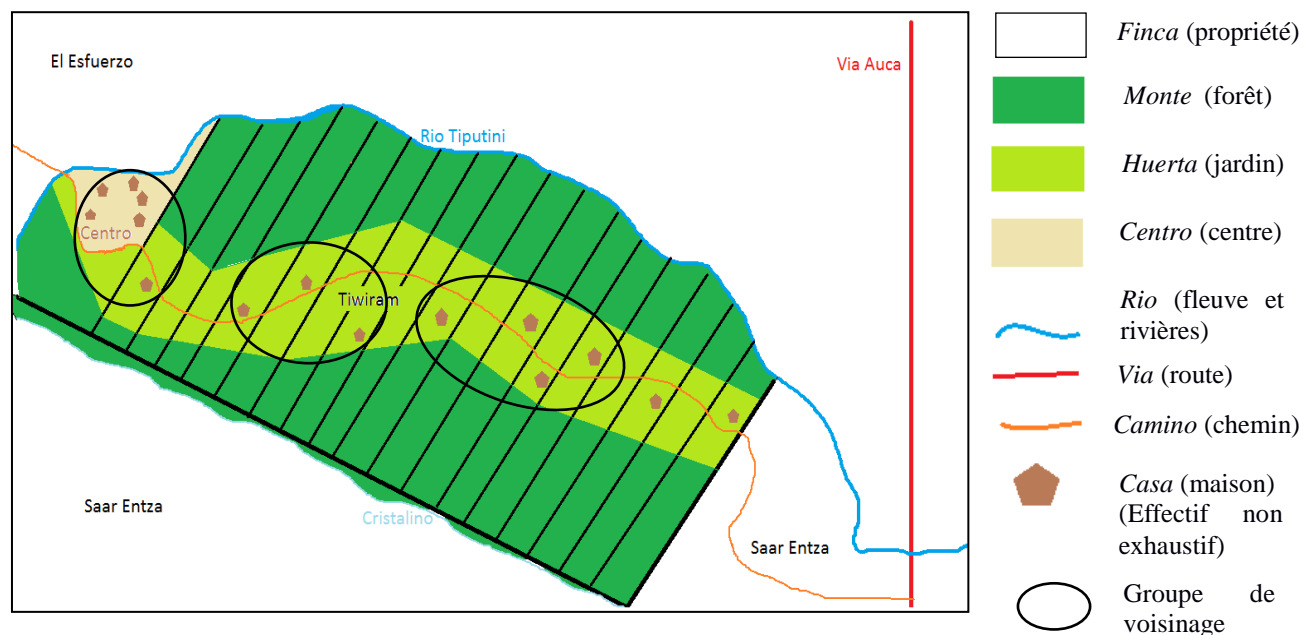 El Esfuerzo
Via Auca
Rio Tiputini
Centro
Tiwiram
Saar Entza
Cristalino
Saar Entza
Finca (propriété)
Monte (forêt)
Huerta (jardin)
Centro (centre)
Rio (fleuve et
rivières)
Via (route)
Camino (chemin)
Casa (maison)
(Effectif non
exhaustif)
Groupe de
voisinage